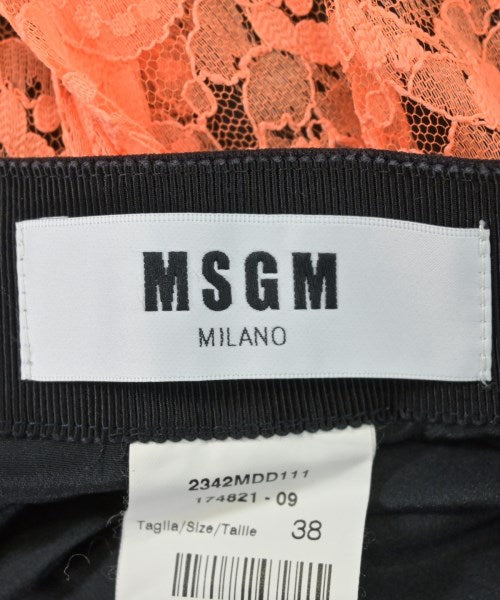 MSGM
MILANO
2342MDD111
174821 - 09
Taglia/Size/Taille 38